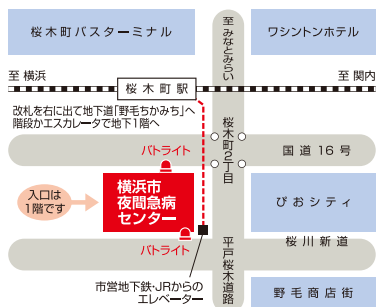 桜木町バスターミナル
至みなとみらい
ワシントンホテル
至 横浜
桜木町駅
至 関内
改札を右に出て地下道「野毛ちかみち」へ
階段かエスカレータで地下1階へ
桜木町2丁目
パトライト
国道16号
入口は
1階です
横浜市
夜間急病
センター
ぴおシティ
パトライト
桜川新道
平戸桜木道路
市営地下鉄・JRからの
エレベーター
野毛商店街